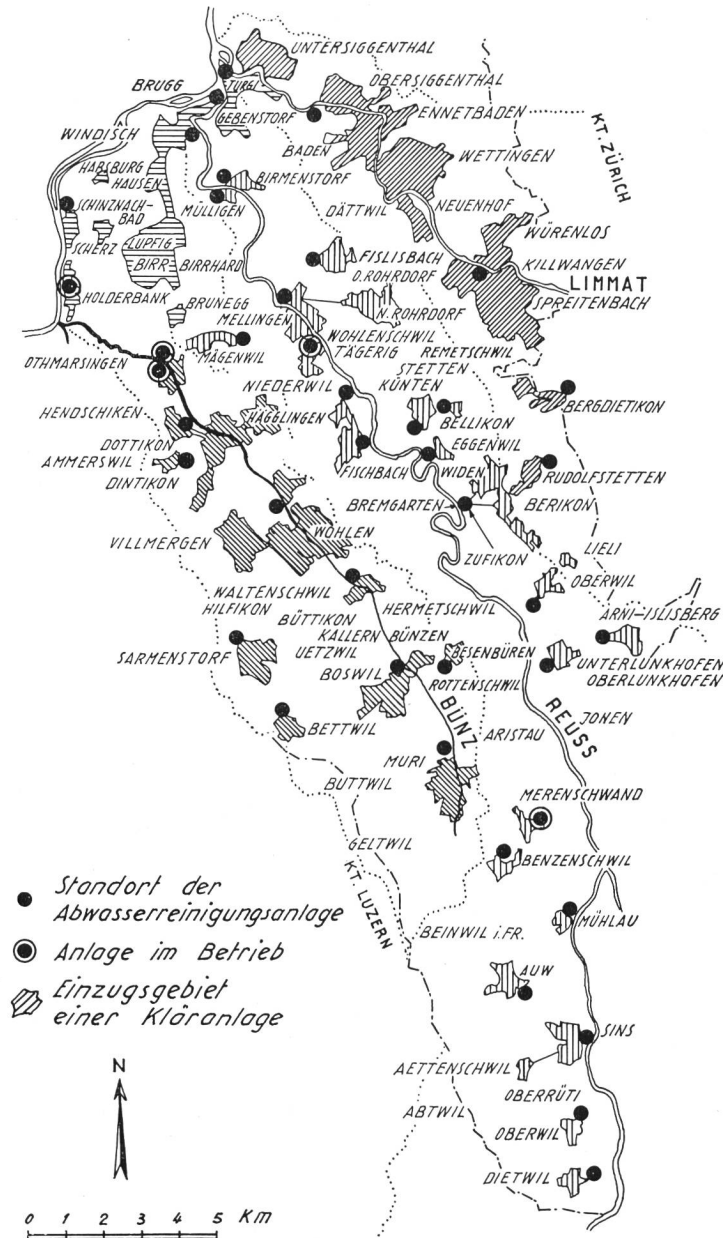 UNTERSIGGENTHAL
BRUGG
TURGI
OBERSIGGENTHAL
GEBENSTORF
ENNETBADEN
WINDISCH
BADEN
WETTINGEN
KT. ZÜRICH
HABSBURG
HAUSEN
BIRMENSTORF
SCHINZNACH-
BAD
MÜLLIGEN
DÄTTWIL
NEUENHOF
WÜRENLOS
SCHERZ
LUPFIG
FISLISBACH
BIRR
BIRRHARD
O.ROHRDORF
KILLWANGEN
LIMMAT
HOLDERBANK
BRUNEGG
N.ROHRDORF
SPREITENBACH
MELLINGEN
WOHLENSCHWIL
OTHMARSINGEN
MÄGENWIL
TÄGERIG
REMETSCHWIL
STETTEN
NIEDERWIL
KÜNTEN
HENDSCHIKEN
HÄGGLINGEN
BERGDIETIKON
BELLIKON
DOTTIKON
EGGENWIL
AMMERSWIL
FISCHBACH
WIDEN
RUDOLFSTETTEN
DINTIKON
BREMGARTEN
BERIKON
WOHLEN
VILLMERGEN
ZUFIKON
LIELI
OBERWIL
WALTENSCHWIL
HILFIKON
HERMETSCHWIL
ARNI-ISLISBERG
BÜTTIKON
KALLERN
BÜNZEN
UETZWIL
BESENBÜREN
SARMENSTORF
BOSWIL
ROTTENSCHWIL
UNTERLUNKHOFEN
OBERLUNKHOFEN
BETTWIL
BÜNZ
ARISTAU
REUSS
JONEN
MURI
BUTTWIL
MERENSCHWAND
GELTWIL
BENZENSCHWIL
KT. LUZERN
Standort der
Abwasserreinigungsanlage
MÜHLAU
BEINWIL i.FR.
Anlage im Betrieb
AUW
Einzugsgebiet
einer Kläranlage
SINS
AETTENSCHWIL
N
OBERRÜTI
ABTWIL
OBERWIL
DIETWIL
0 1 2 3 4 5 Km